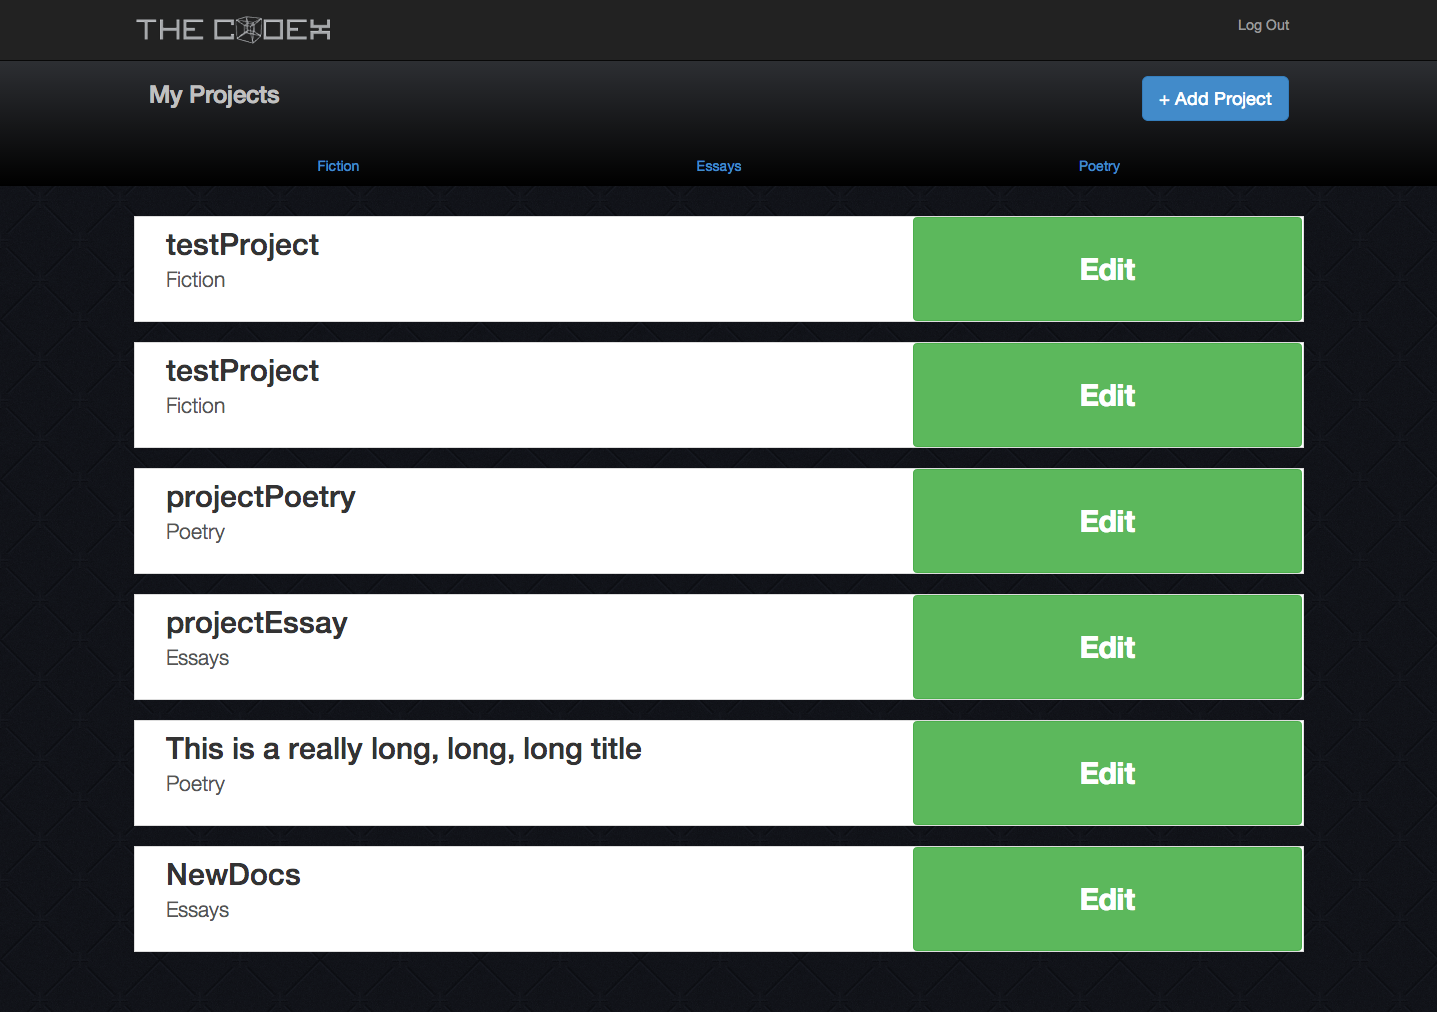 THE CODEX
Log Out
My Projects
+ Add Project
Fiction
Essays
Poetry
testProject
Fiction
Edit
testProject
Fiction
Edit
projectPoetry
Poetry
Edit
projectEssay
Essays
Edit
This is a really long, long, long title
Poetry
Edit
NewDocs
Essays
Edit